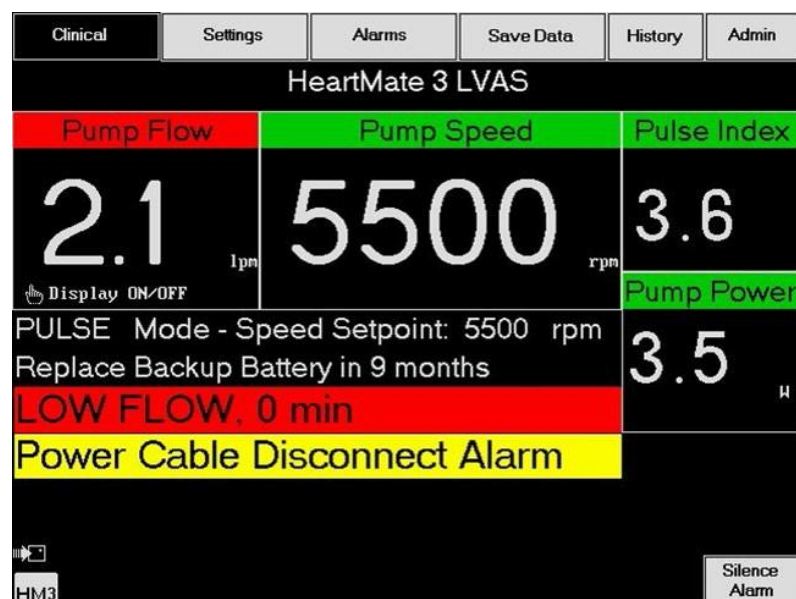 Clinical Settings Alarms Save Data History Admin
HeartMate 3 LVAS
Pump Flow Pump Speed Pulse Index
2.1 lpm 5500 rpm 3.6
Display ON/OFF
Pump Power
PULSE Mode - Speed Setpoint: 5500 rpm
3.5 W
Replace Backup Battery in 9 months
LOW FLOW, 0 min
Power Cable Disconnect Alarm
Silence
Alarm
HM3